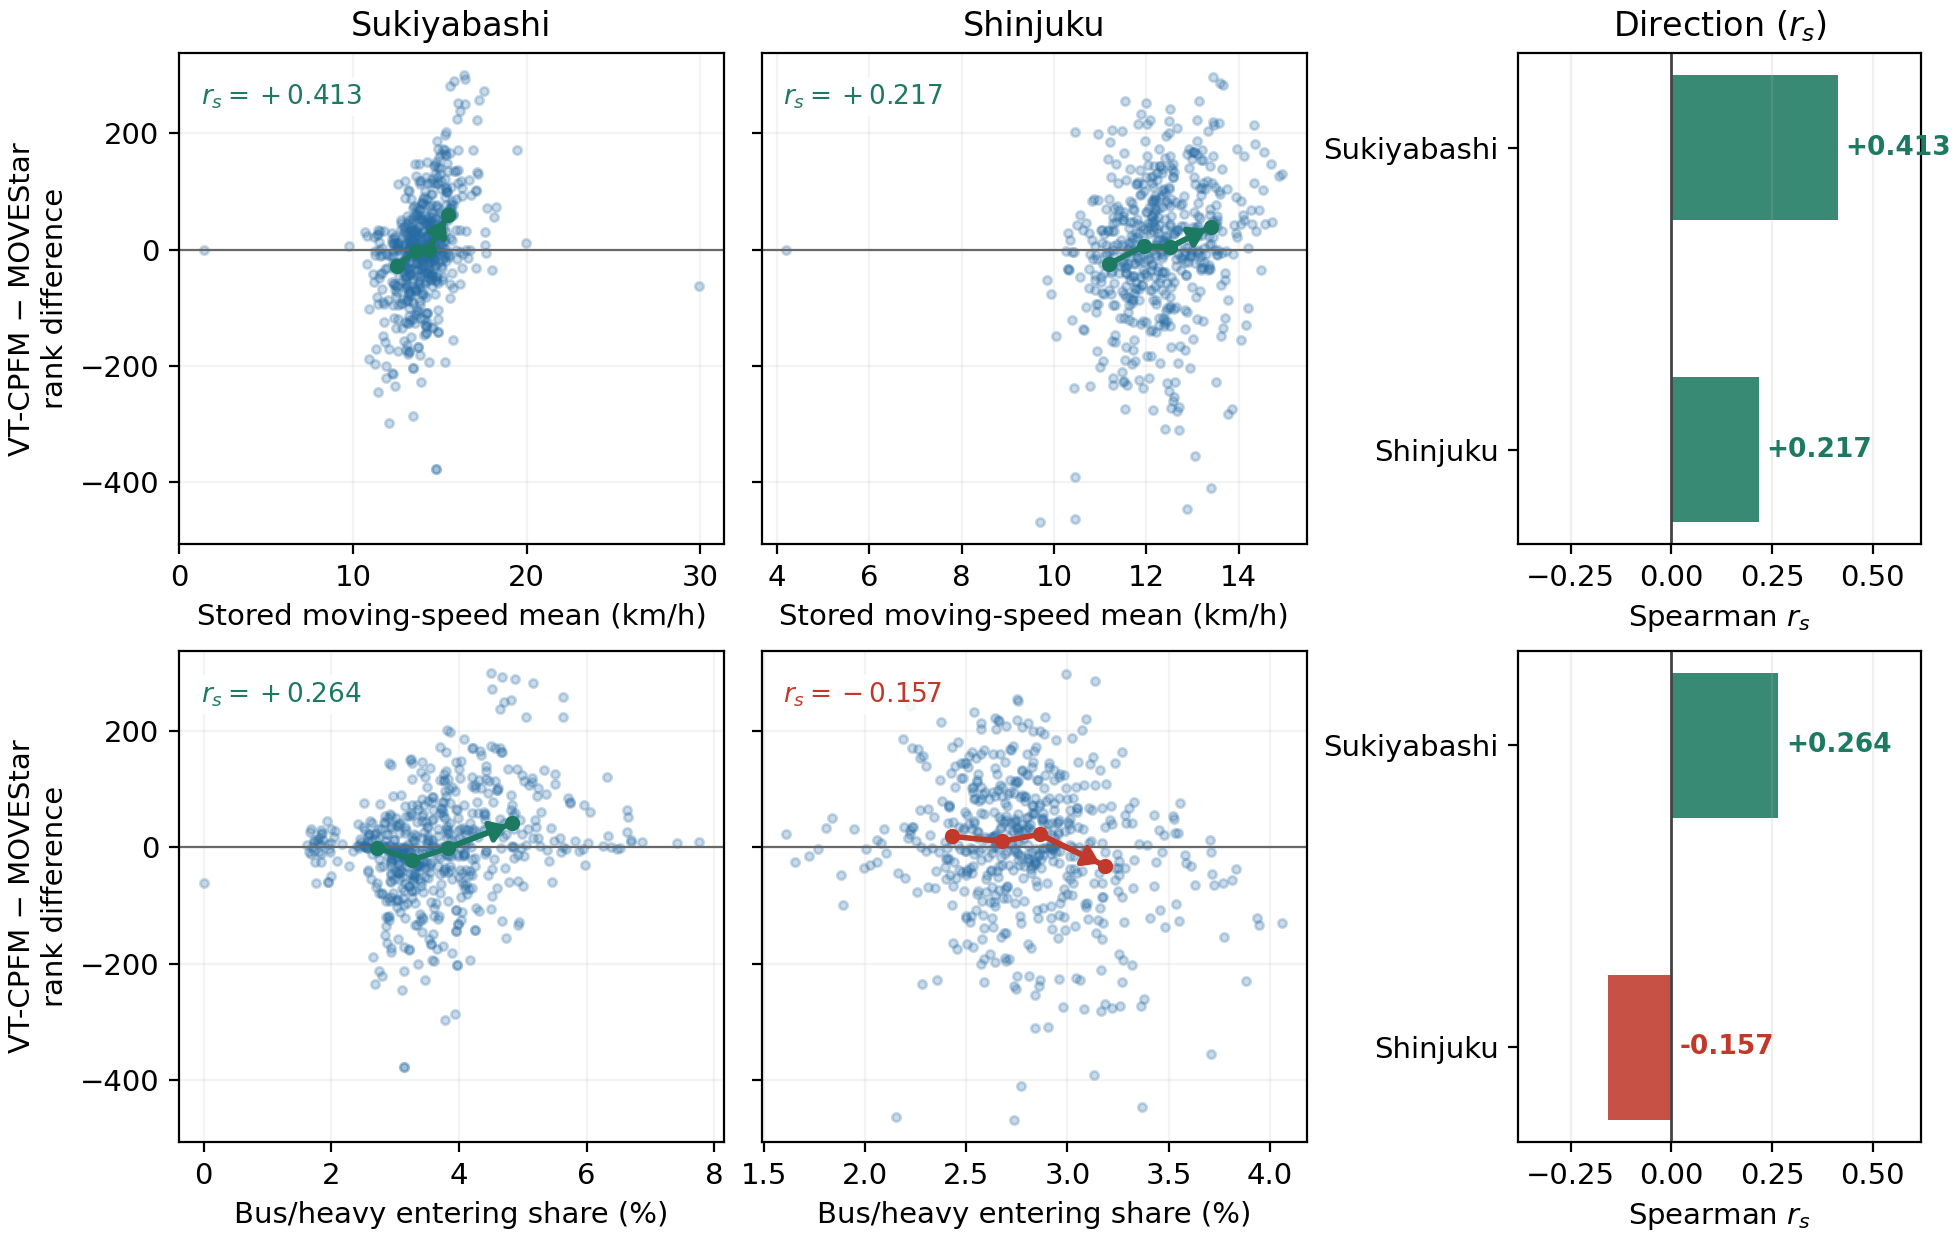 Sukiyabashi
Shinjuku
Direction (rₛ)
VT-CPFM − MOVEStar
rank difference
200
0
−200
−400
rₛ = +0.413
0
10
20
30
Stored moving-speed mean (km/h)
rₛ = +0.217
4
6
8
10
12
14
Stored moving-speed mean (km/h)
Sukiyabashi
+0.413
Shinjuku
+0.217
−0.25
0.00
0.25
0.50
Spearman rₛ
VT-CPFM − MOVEStar
rank difference
200
0
−200
−400
rₛ = +0.264
0
2
4
6
8
Bus/heavy entering share (%)
rₛ = −0.157
1.5
2.0
2.5
3.0
3.5
4.0
Bus/heavy entering share (%)
Sukiyabashi
+0.264
Shinjuku
-0.157
−0.25
0.00
0.25
0.50
Spearman rₛ